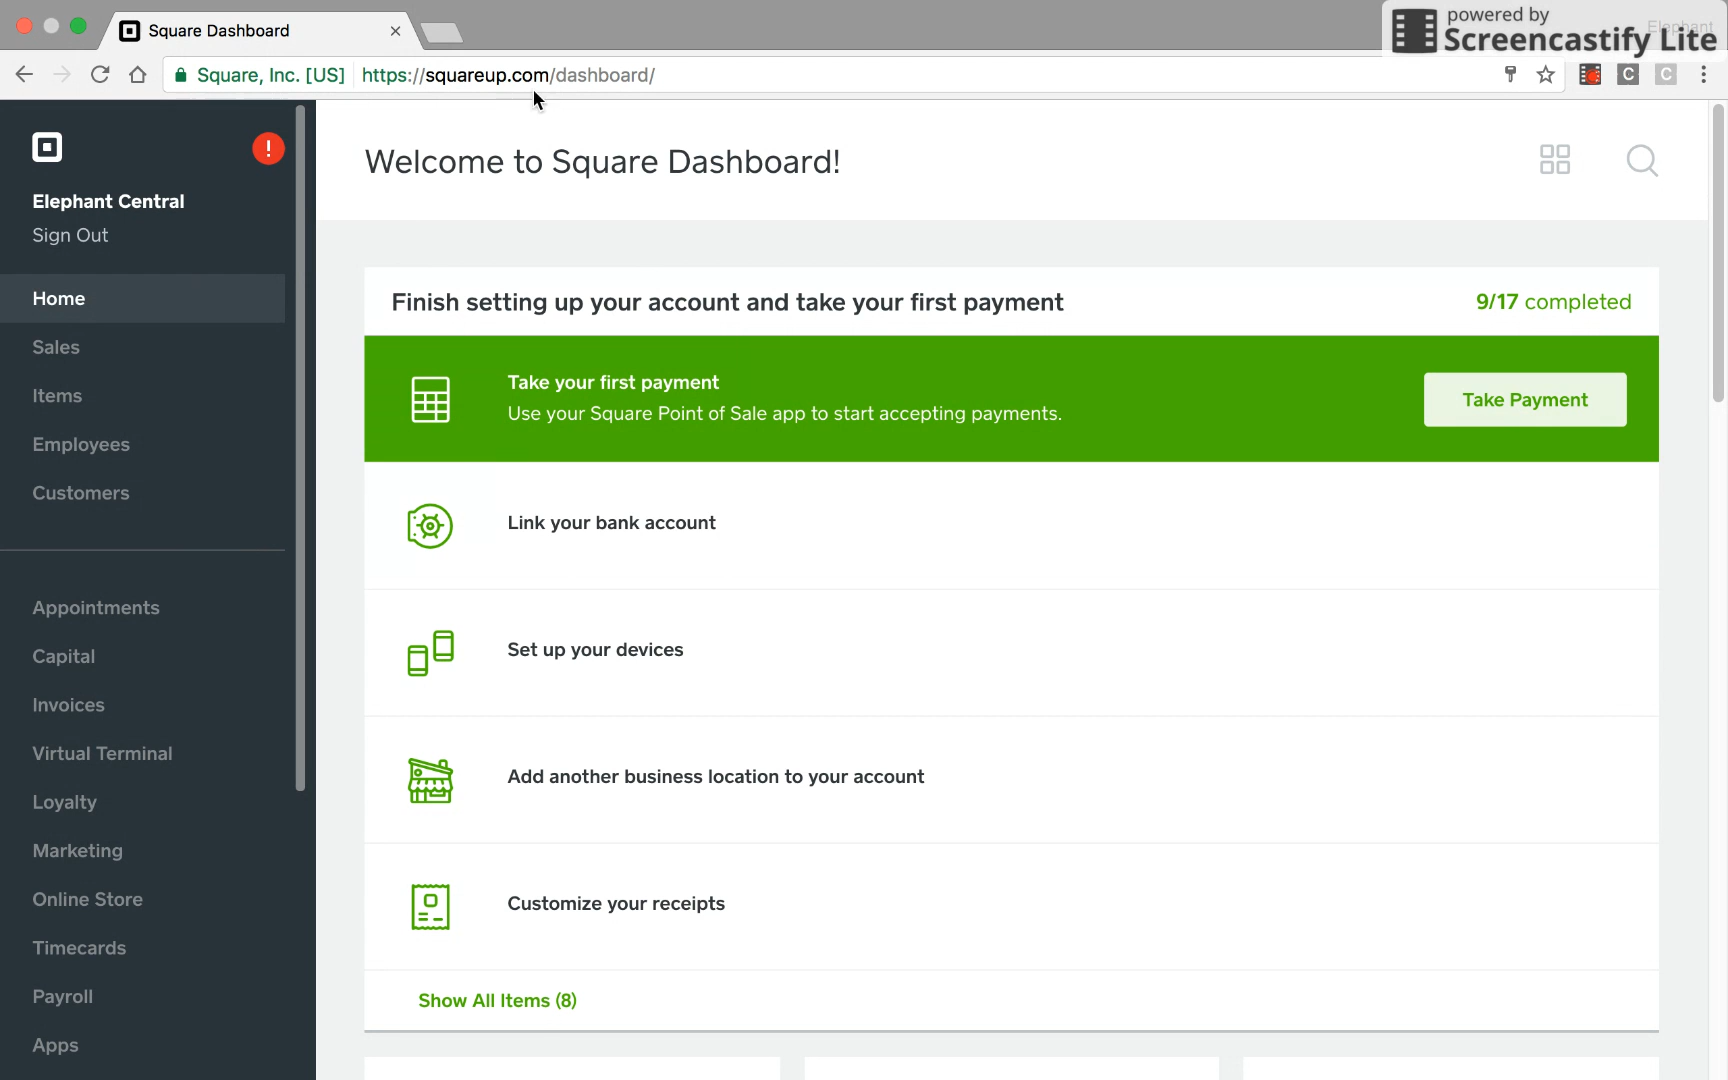 Square Dashboard
powered by
Elephant
Screencastify Lite
Square, Inc. [US]
https://squareup.com/dashboard/
C
C
!
Elephant Central
Sign Out
Home
Sales
Items
Employees
Customers
Appointments
Capital
Invoices
Virtual Terminal
Loyalty
Marketing
Online Store
Timecards
Payroll
Apps
Welcome to Square Dashboard!
Finish setting up your account and take your first payment
9/17 completed
Take your first payment
Use your Square Point of Sale app to start accepting payments.
Take Payment
Link your bank account
Set up your devices
Add another business location to your account
Customize your receipts
Show All Items (8)